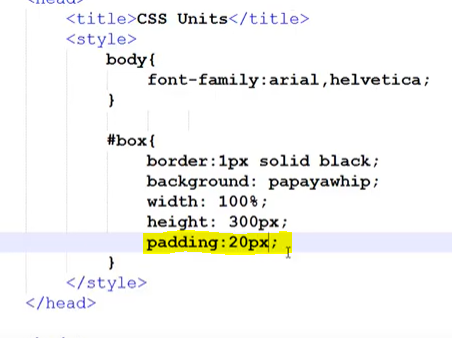 <head>
<title>CSS Units</title>
<style>
body{
font-family:arial,helvetica;
}
#box{
border:1px solid black;
background: papayawhip;
width: 100%;
height: 300px;
padding:20px;
}
</style>
</head>